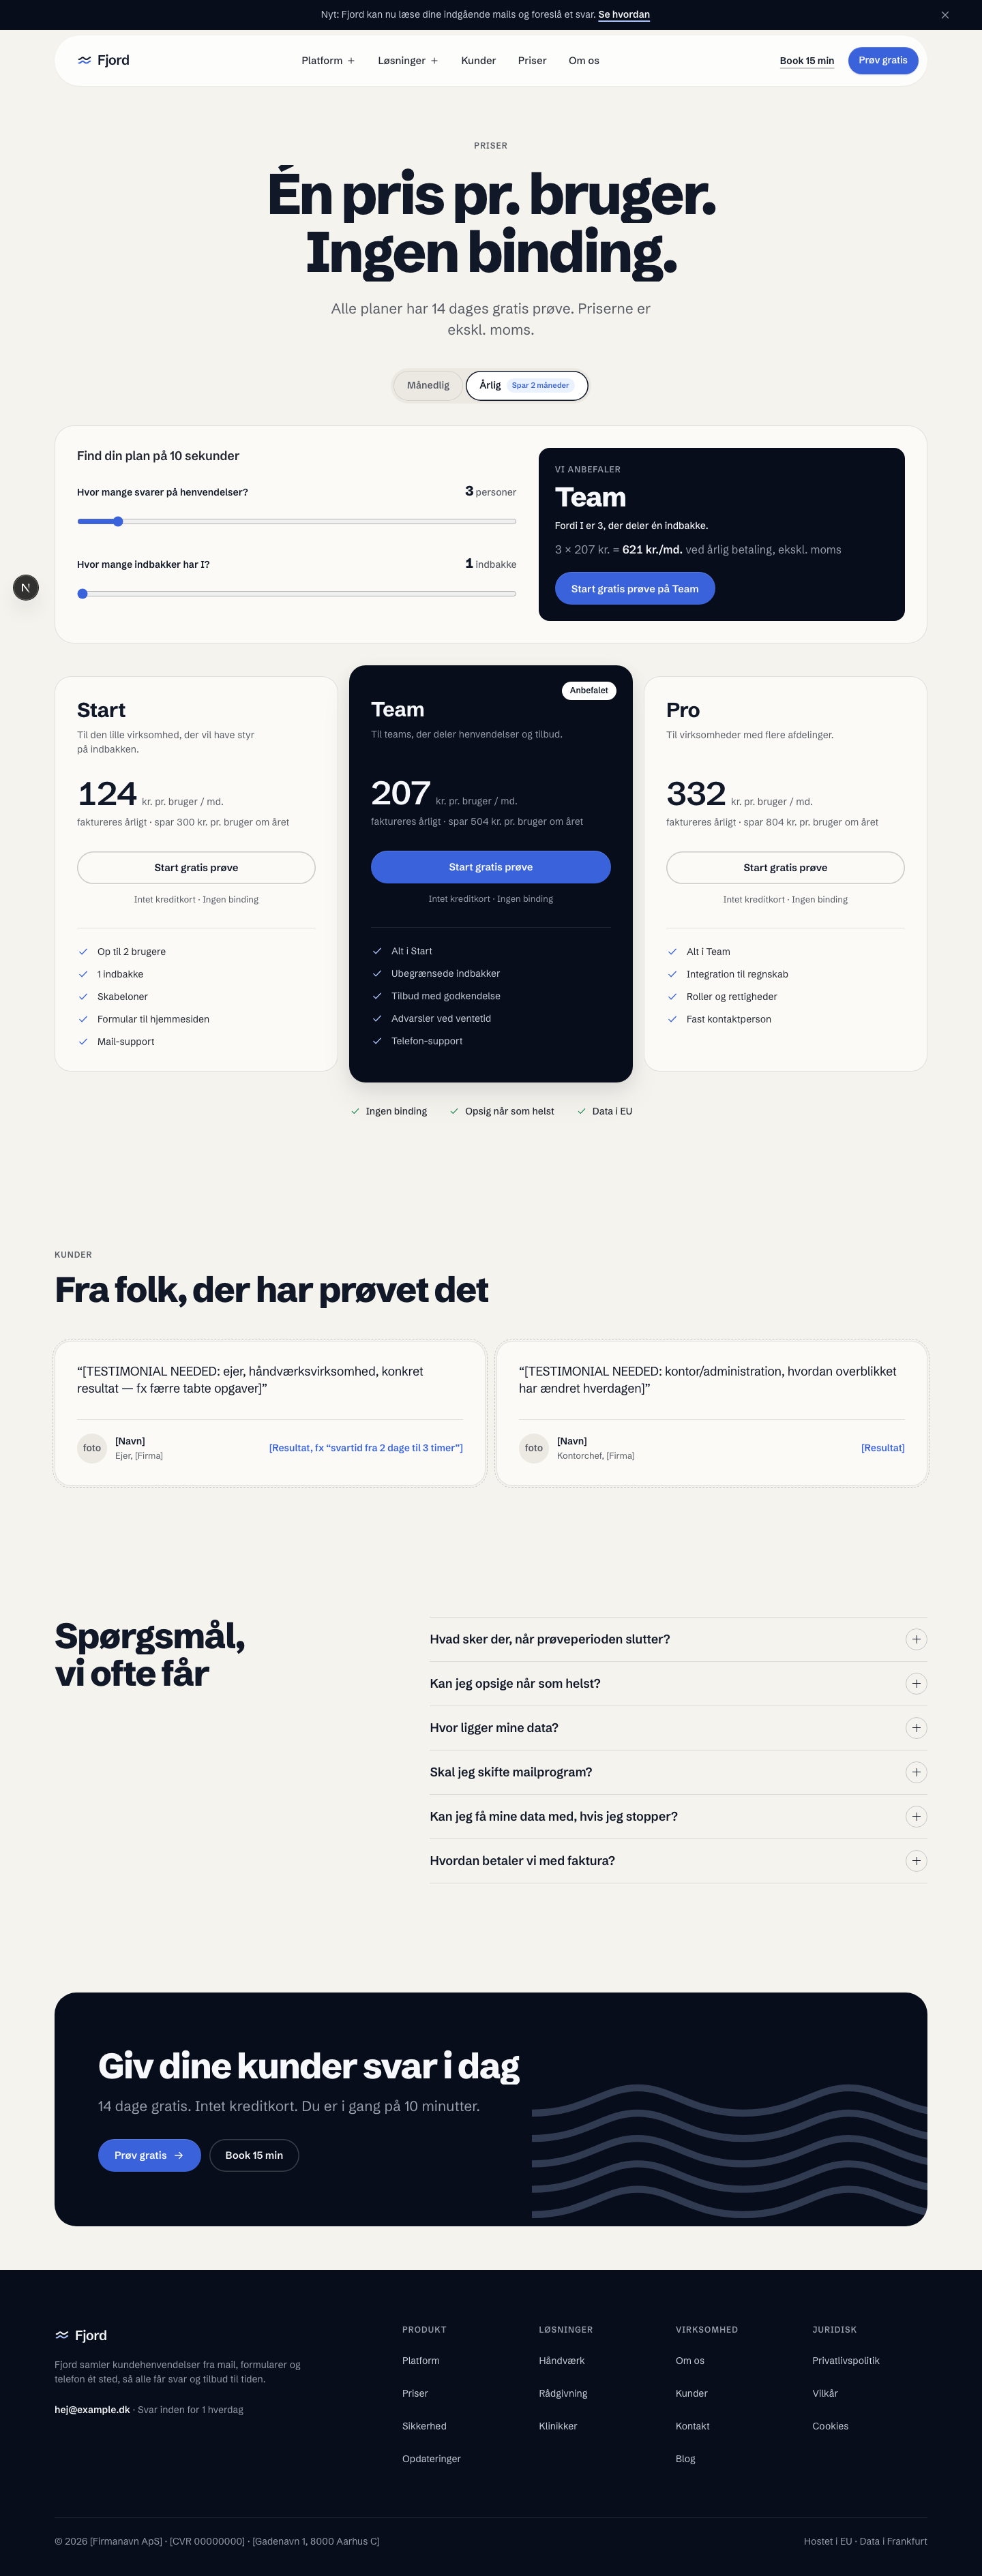 Nyt: Fjord kan nu læse dine indgående mails og foreslå et svar. Se hvordan
Fjord
Platform
Løsninger
Kunder
Priser
Om os
Book 15 min
Prøv gratis
PRISER
Én pris pr. bruger.
Ingen binding.
Alle planer har 14 dages gratis prøve. Priserne er
ekskl. moms.
Månedlig
Årlig
Spar 2 måneder
Find din plan på 10 sekunder
Hvor mange svarer på henvendelser?
3 personer
Hvor mange indbakker har I?
1 indbakke
VI ANBEFALER
Team
Fordi I er 3, der deler én indbakke.
3 × 207 kr. = 621 kr./md. ved årlig betaling, ekskl. moms
Start gratis prøve på Team
N
Start
Til den lille virksomhed, der vil have styr
på indbakken.
124 kr. pr. bruger / md.
faktureres årligt · spar 300 kr. pr. bruger om året
Start gratis prøve
Intet kreditkort · Ingen binding
Op til 2 brugere
1 indbakke
Skabeloner
Formular til hjemmesiden
Mail-support
Anbefalet
Team
Til teams, der deler henvendelser og tilbud.
207 kr. pr. bruger / md.
faktureres årligt · spar 504 kr. pr. bruger om året
Start gratis prøve
Intet kreditkort · Ingen binding
Alt i Start
Ubegrænsede indbakker
Tilbud med godkendelse
Advarsler ved ventetid
Telefon-support
Pro
Til virksomheder med flere afdelinger.
332 kr. pr. bruger / md.
faktureres årligt · spar 804 kr. pr. bruger om året
Start gratis prøve
Intet kreditkort · Ingen binding
Alt i Team
Integration til regnskab
Roller og rettigheder
Fast kontaktperson
Ingen binding
Opsig når som helst
Data i EU
KUNDER
Fra folk, der har prøvet det
“[TESTIMONIAL NEEDED: ejer, håndværksvirksomhed, konkret
resultat — fx færre tabte opgaver]”
foto
[Navn]
Ejer, [Firma]
[Resultat, fx “svartid fra 2 dage til 3 timer”]
“[TESTIMONIAL NEEDED: kontor/administration, hvordan overblikket
har ændret hverdagen]”
foto
[Navn]
Kontorchef, [Firma]
[Resultat]
Spørgsmål,
vi ofte får
Hvad sker der, når prøveperioden slutter?
Kan jeg opsige når som helst?
Hvor ligger mine data?
Skal jeg skifte mailprogram?
Kan jeg få mine data med, hvis jeg stopper?
Hvordan betaler vi med faktura?
Giv dine kunder svar i dag
14 dage gratis. Intet kreditkort. Du er i gang på 10 minutter.
Prøv gratis
Book 15 min
Fjord
Fjord samler kundehenvendelser fra mail, formularer og
telefon ét sted, så alle får svar og tilbud til tiden.
hej@example.dk · Svar inden for 1 hverdag
PRODUKT
Platform
Priser
Sikkerhed
Opdateringer
LØSNINGER
Håndværk
Rådgivning
Klinikker
VIRKSOMHED
Om os
Kunder
Kontakt
Blog
JURIDISK
Privatlivspolitik
Vilkår
Cookies
© 2026 [Firmanavn ApS] · [CVR 00000000] · [Gadenavn 1, 8000 Aarhus C]
Hostet i EU · Data i Frankfurt